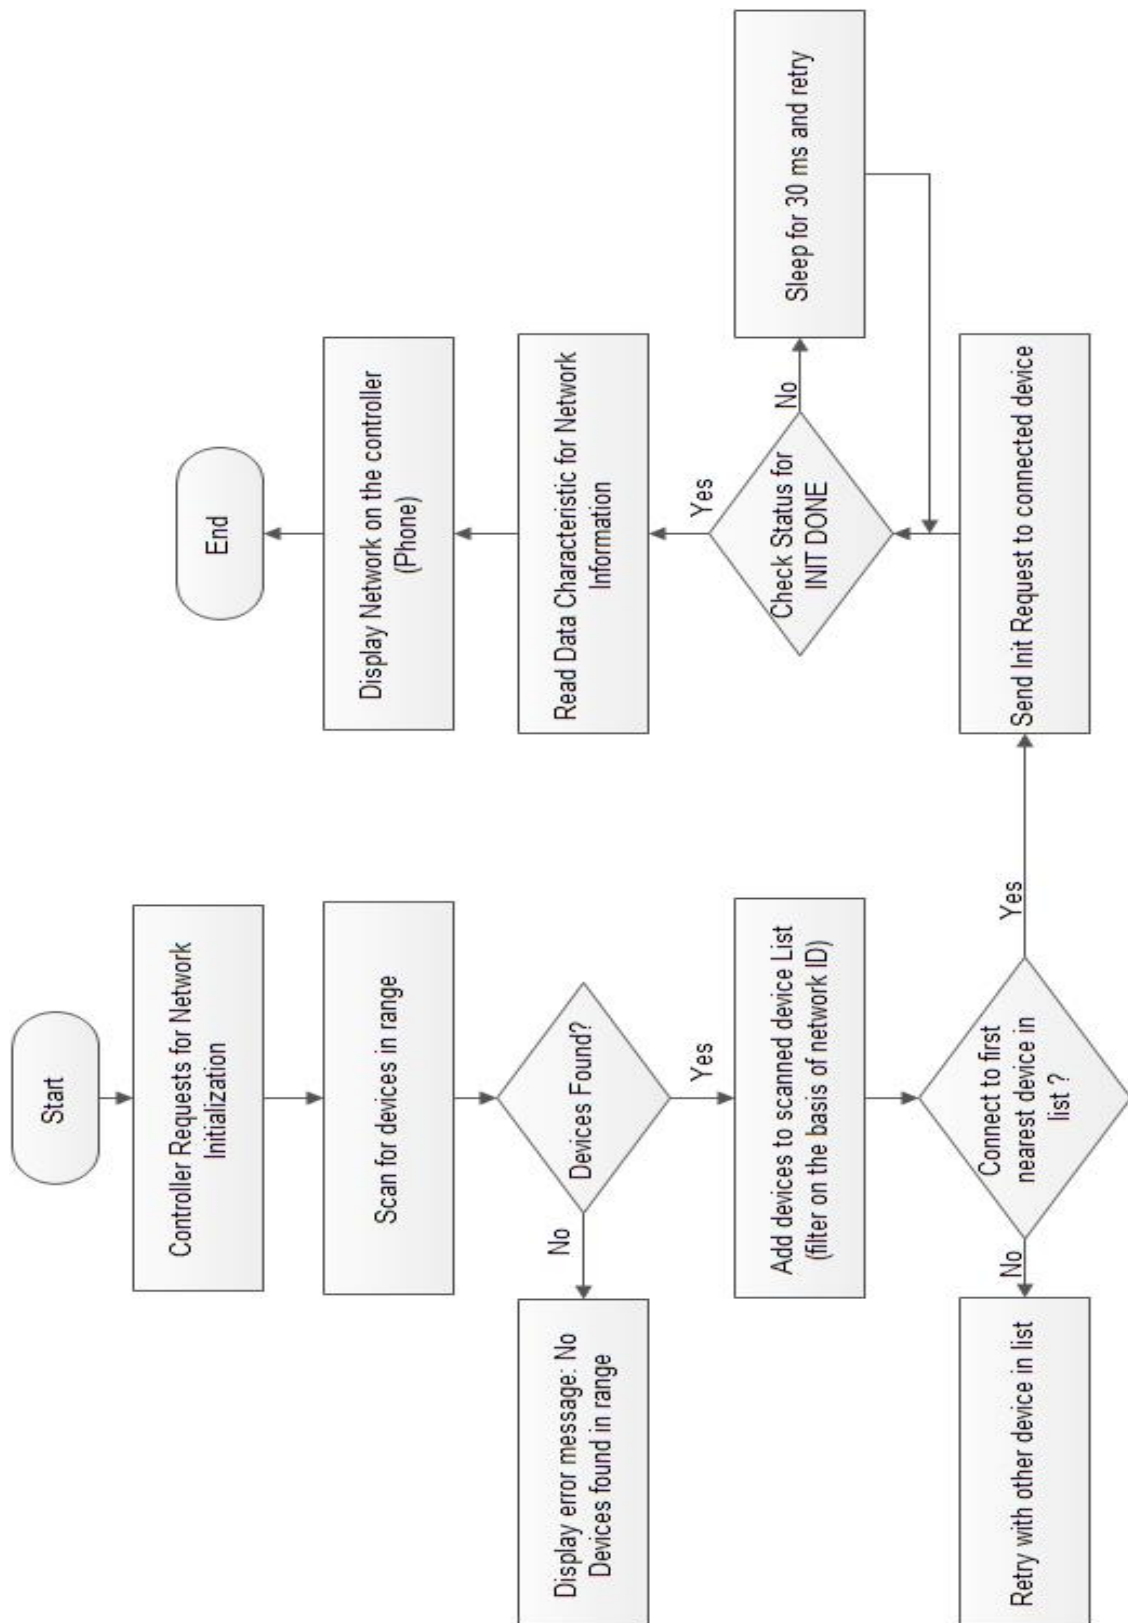 Start
Controller Requests for Network
Initialization
Scan for devices in range
Devices Found?
No
Display error message: No
Devices found in range
Yes
Add devices to scanned device List
(filter on the basis of network ID)
Connect to first
nearest device in
list ?
No
Retry with other device in list
Yes
Send Init Request to connected device
Check Status for
INIT DONE
No
Sleep for 30 ms and retry
Yes
Read Data Characteristic for Network
Information
Display Network on the controller
(Phone)
End